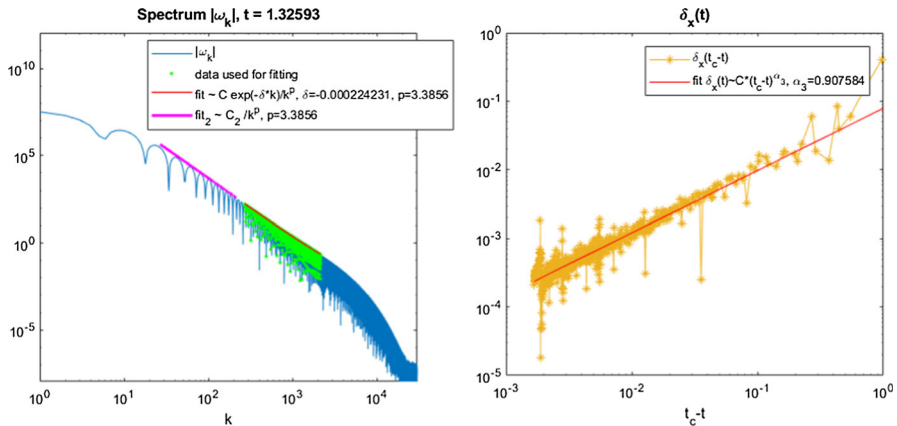 Spectrum |ω_k|, t = 1.32593
10^10
10^5
10^0
10^-5
|ω_k|
data used for fitting
fit ~ C exp(-δ*k)/k^p, δ=-0.000224231, p=3.3856
fit_2 ~ C_2 /k^p, p=3.3856
10^0 10^1 10^2 10^3 10^4
k
δ_x(t)
10^0
10^-1
10^-2
10^-3
10^-4
10^-5
δ_x(t_c-t)
fit δ_x(t)~C*(t_c-t)^α_3, α_3=0.907584
10^-3 10^-2 10^-1 10^0
t_c-t